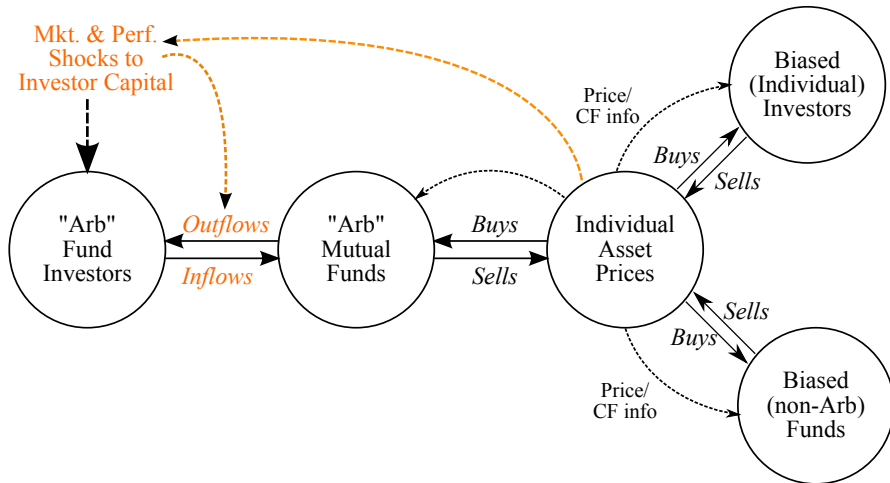 Mkt. & Perf.
Shocks to
Investor Capital
"Arb"
Fund
Investors
Outflows
Inflows
"Arb"
Mutual
Funds
Buys
Sells
Individual
Asset
Prices
Price/
CF info
Buys
Sells
Biased
(Individual)
Investors
Sells
Buys
Price/
CF info
Biased
(non-Arb)
Funds